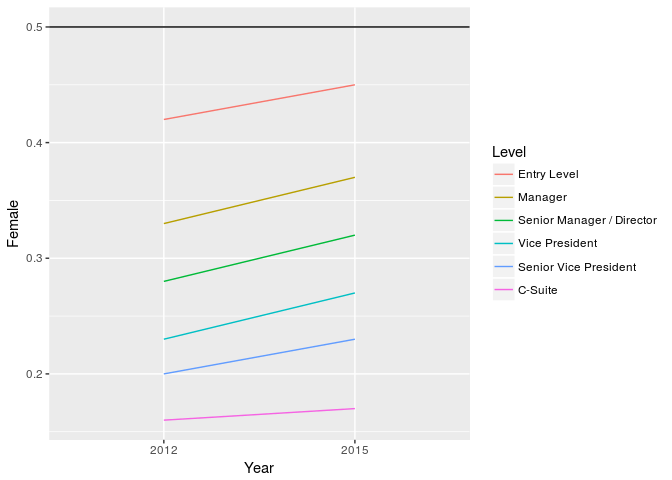 0.5
0.4
0.3
0.2
Female
2012 2015
Year
Level
Entry Level
Manager
Senior Manager / Director
Vice President
Senior Vice President
C-Suite